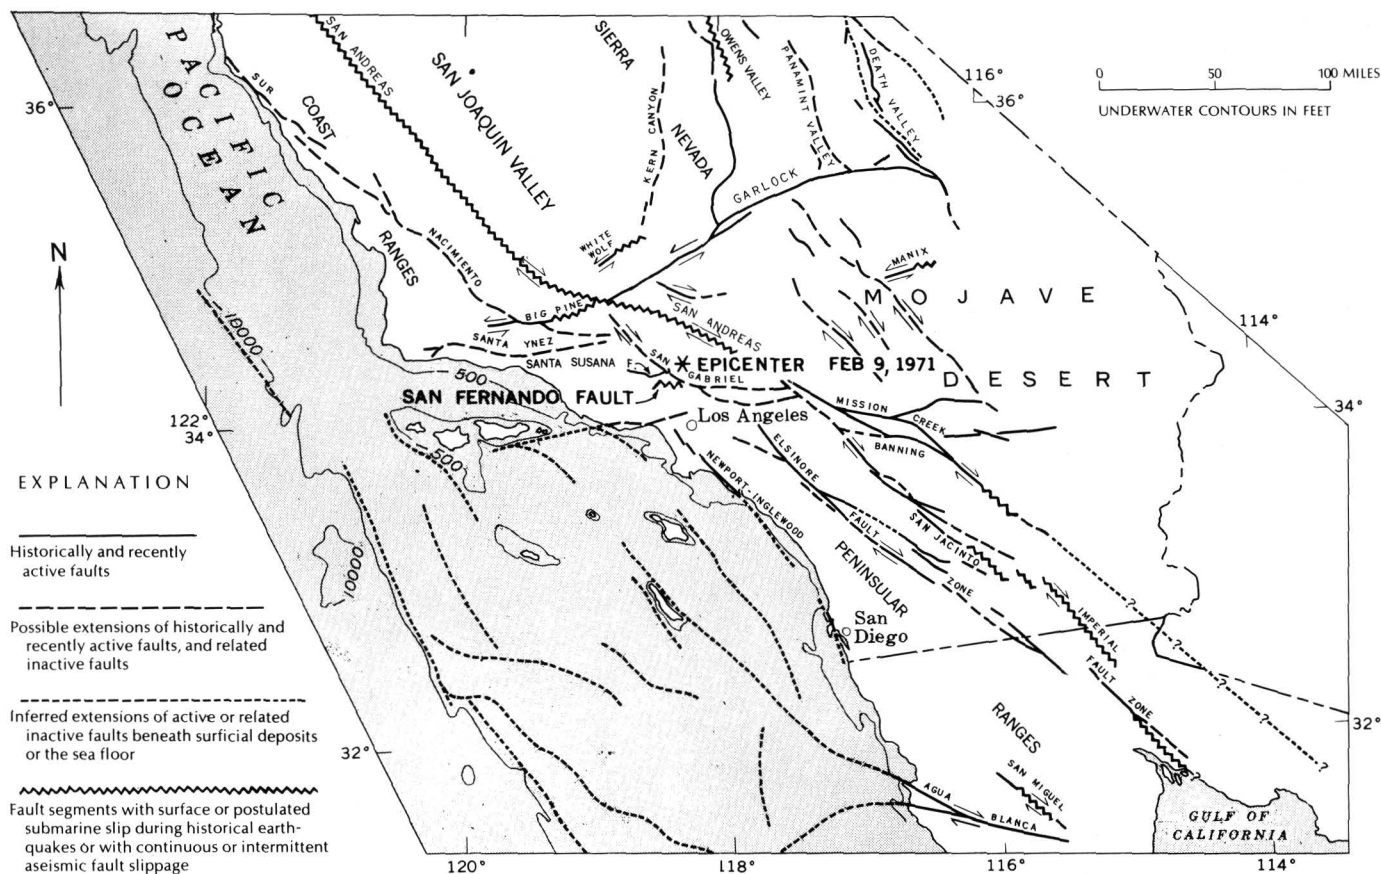 PACIFIC
OCEAN
36°
SUR
COAST
RANGES
SAN ANDREAS
SAN JOAQUIN VALLEY
SIERRA
NEVADA
KERN CANYON
OWENS VALLEY
PANAMINT VALLEY
DEATH VALLEY
116°
36°
0 50 100 MILES
UNDERWATER CONTOURS IN FEET
GARLOCK
WHITE
WOLF
NACIMIENTO
MANIX
MOJAVE
DESERT
N
BIG PINE
SAN ANDREAS
114°
10000
SANTA YNEZ
SANTA SUSANA F.
SAN
GABRIEL
EPICENTER FEB 9, 1971
500
SAN FERNANDO FAULT
Los Angeles
MISSION
CREEK
BANNING
34°
122°
34°
500
ELSINORE
FAULT
ZONE
NEWPORT-INGLEWOOD
SAN JACINTO
PENINSULAR
RANGES
10000
San
Diego
IMPERIAL
FAULT
ZONE
?
?
?
?
?
?
32°
32°
SAN MIGUEL
AGUA
BLANCA
GULF OF
CALIFORNIA
120°
118°
116°
114°
EXPLANATION
Historically and recently
active faults
Possible extensions of historically and
recently active faults, and related
inactive faults
Inferred extensions of active or related
inactive faults beneath surficial deposits
or the sea floor
Fault segments with surface or postulated
submarine slip during historical earth-
quakes or with continuous or intermittent
aseismic fault slippage